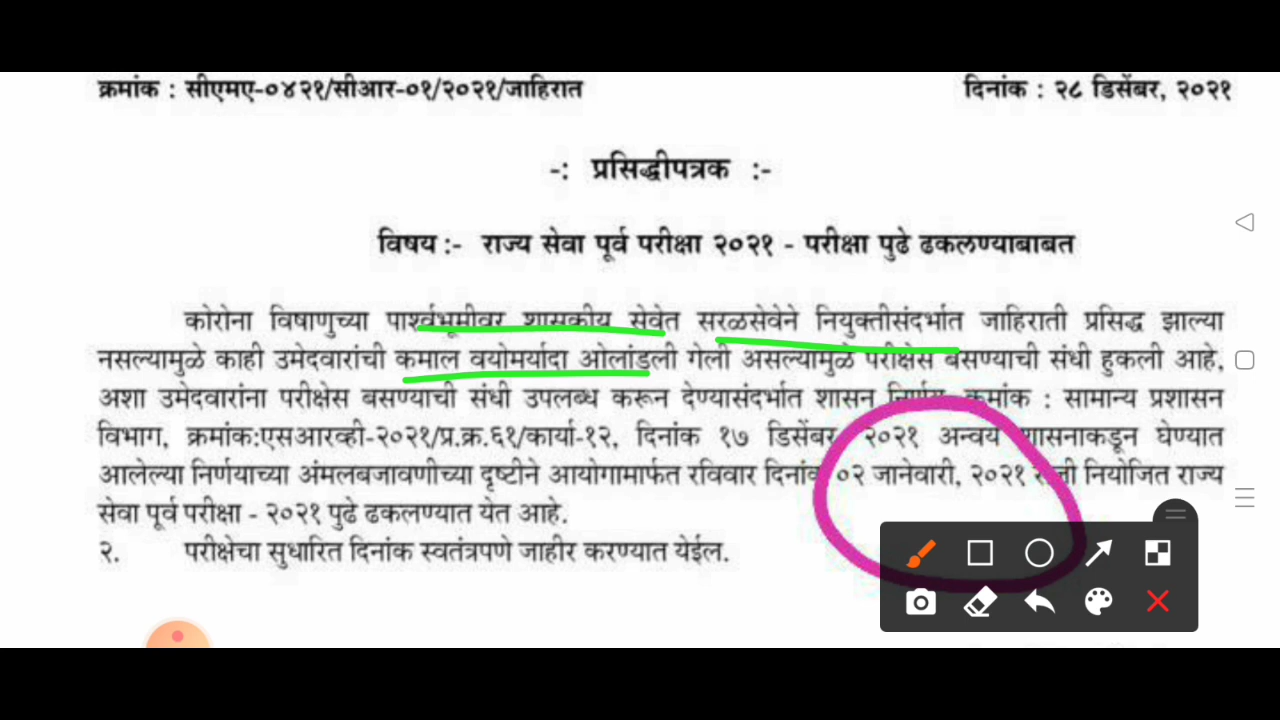 क्रमांक : सीएमए-०४२१/सीआर-०१/२०२१/जाहिरात दिनांक : २८ डिसेंबर, २०२१
-: प्रसिद्धीपत्रक :-
विषय :- राज्य सेवा पूर्व परीक्षा २०२१ - परीक्षा पुढे ढकलण्याबाबत
कोरोना विषाणुच्या पार्श्वभूमीवर शासकीय सेवेत सरळसेवेने नियुक्तीसंदर्भात जाहिराती प्रसिद्ध झाल्या
नसल्यामुळे काही उमेदवारांची कमाल वयोमर्यादा ओलांडली गेली असल्यामुळे परीक्षेस बसण्याची संधी हुकली आहे,
अशा उमेदवारांना परीक्षेस बसण्याची संधी उपलब्ध करून देण्यासंदर्भात शासन निर्णय क्रमांक : सामान्य प्रशासन
विभाग, क्रमांक:एसआरव्ही-२०२१/प्र.क्र.६१/कार्या-१२, दिनांक १७ डिसेंबर, २०२१ अन्वये शासनाकडून घेण्यात
आलेल्या निर्णयाच्या अंमलबजावणीच्या दृष्टीने आयोगामार्फत रविवार दिनांक ०२ जानेवारी, २०२१ रोजी नियोजित राज्य
सेवा पूर्व परीक्षा - २०२१ पुढे ढकलण्यात येत आहे.
२. परीक्षेचा सुधारित दिनांक स्वतंत्रपणे जाहीर करण्यात येईल.